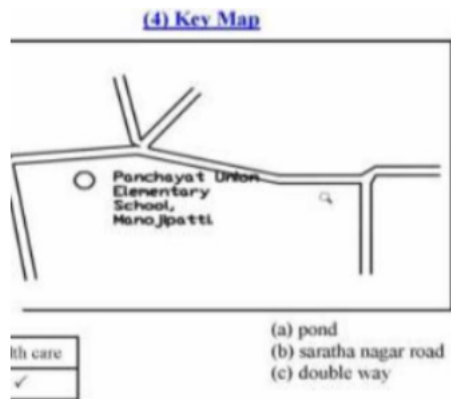 (4) Key Map
Panchayat Union
Elementary
School,
Manojipatti
(a) pond
(b) saratha nagar road
(c) double way
th care
✓